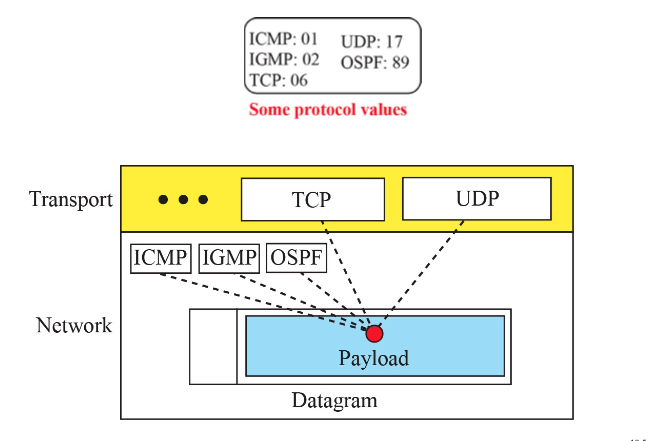 ICMP: 01 UDP: 17
IGMP: 02 OSPF: 89
TCP: 06
Some protocol values
Transport
TCP UDP
ICMP IGMP OSPF
Network
Payload
Datagram